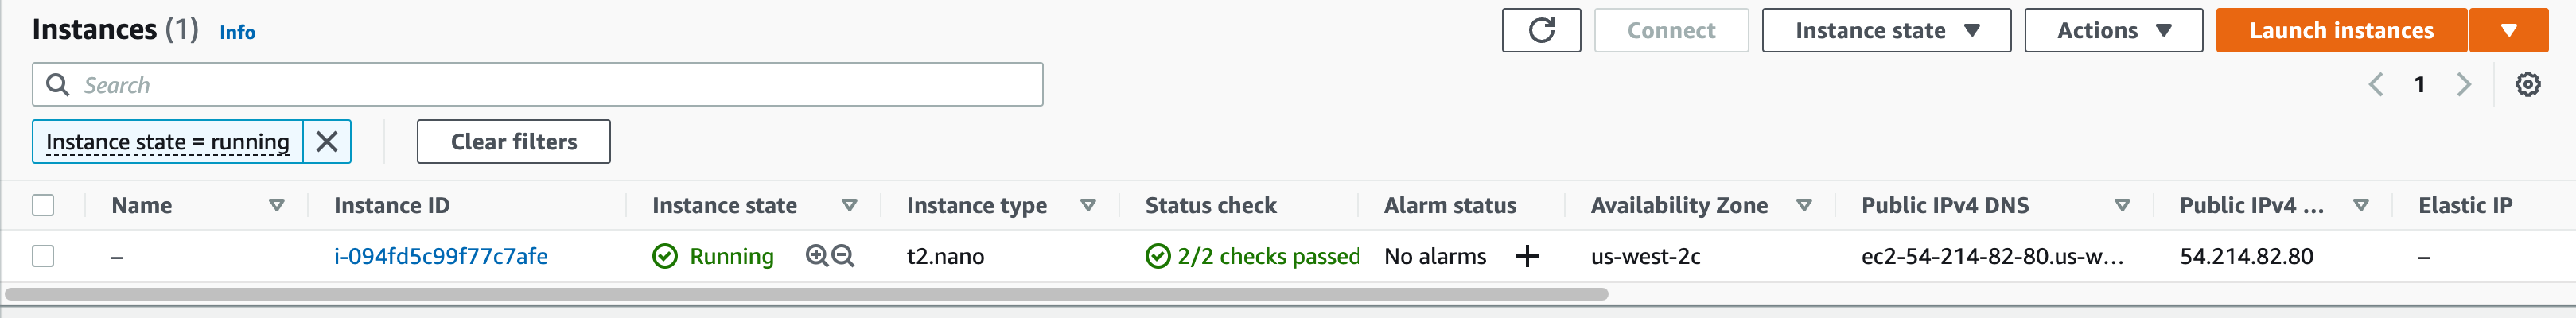 Instances (1) Info Connect Instance state Actions Launch instances
Search 1
Instance state = running Clear filters
Name Instance ID Instance state Instance type Status check Alarm status Availability Zone Public IPv4 DNS Public IPv4 ... Elastic IP
– i-094fd5c99f77c7afe Running t2.nano 2/2 checks passed No alarms + us-west-2c ec2-54-214-82-80.us-w... 54.214.82.80 –